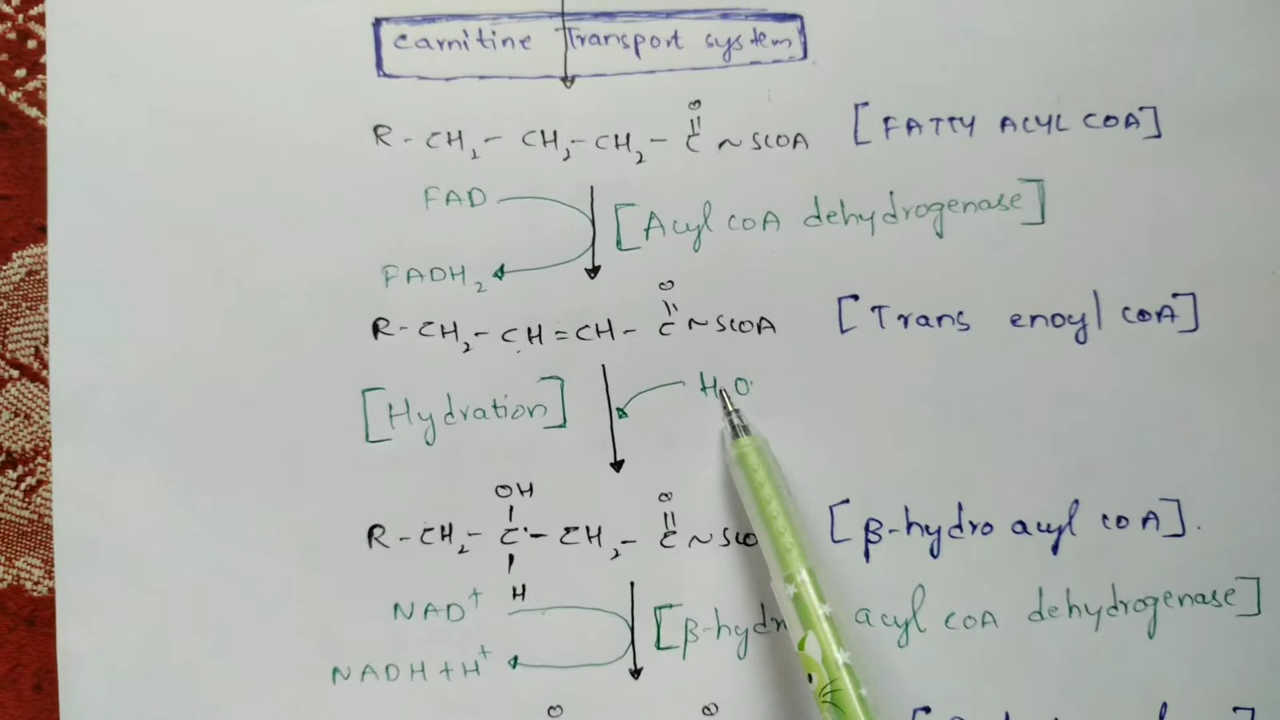 Carnitine Transport system
O
R - CH2 - CH2 - CH2 - C ~ SCOA [FATTY ACYL COA]
FAD [Acyl COA dehydrogenase]
FADH2
O
R - CH2 - CH = CH - C ~ SCOA [Trans enoyl COA]
[Hydration] H2O
OH O
R - CH2 - C - CH2 - C ~ SCO [β-hydro acyl COA].
H
NAD+ [β-hydr acyl COA dehydrogenase]
NADH + H+
O O